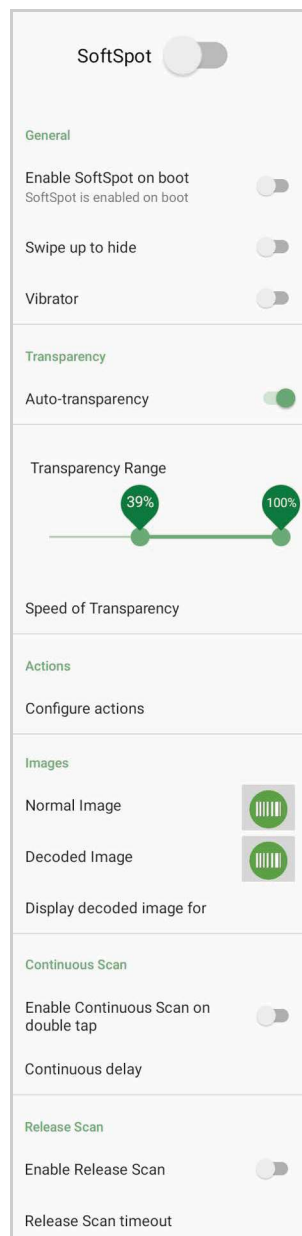 SoftSpot
General
Enable SoftSpot on boot
SoftSpot is enabled on boot
Swipe up to hide
Vibrator
Transparency
Auto-transparency
Transparency Range
39% 100%
Speed of Transparency
Actions
Configure actions
Images
Normal Image
Decoded Image
Display decoded image for
Continuous Scan
Enable Continuous Scan on
double tap
Continuous delay
Release Scan
Enable Release Scan
Release Scan timeout